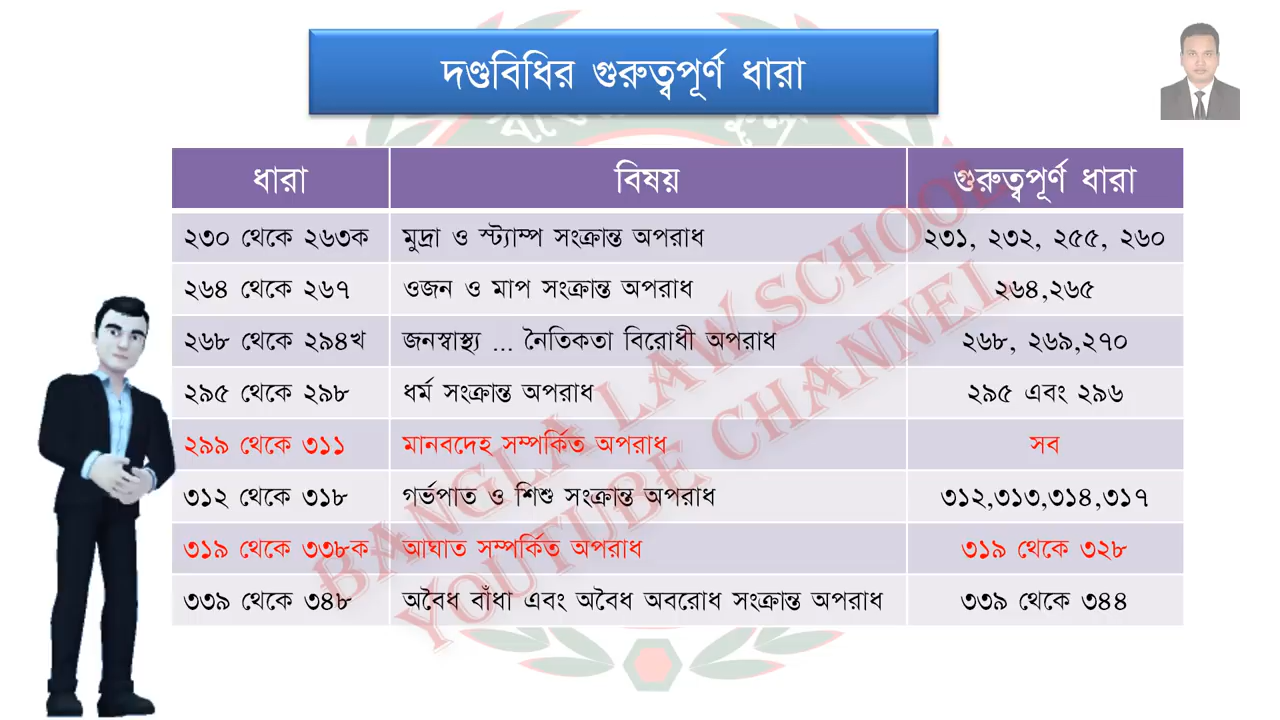 দণ্ডবিধির গুরুত্বপূর্ণ ধারা
ধারা বিষয় গুরুত্বপূর্ণ ধারা
২৩০ থেকে ২৬৩ক মুদ্রা ও স্ট্যাম্প সংক্রান্ত অপরাধ ২৩১, ২৩২, ২৫৫, ২৬০
২৬৪ থেকে ২৬৭ ওজন ও মাপ সংক্রান্ত অপরাধ ২৬৪,২৬৫
২৬৮ থেকে ২৯৪খ জনস্বাস্থ্য ... নৈতিকতা বিরোধী অপরাধ ২৬৮, ২৬৯,২৭০
২৯৫ থেকে ২৯৮ ধর্ম সংক্রান্ত অপরাধ ২৯৫ এবং ২৯৬
২৯৯ থেকে ৩১১ মানবদেহ সম্পর্কিত অপরাধ সব
৩১২ থেকে ৩১৮ গর্ভপাত ও শিশু সংক্রান্ত অপরাধ ৩১২,৩১৩,৩১৪,৩১৭
৩১৯ থেকে ৩৩৮ক আঘাত সম্পর্কিত অপরাধ ৩১৯ থেকে ৩২৮
৩৩৯ থেকে ৩৪৮ অবৈধ বাঁধা এবং অবৈধ অবরোধ সংক্রান্ত অপরাধ ৩৩৯ থেকে ৩৪৪
BANGLA LAW SCHOOL
YOUTUBE CHANNEL